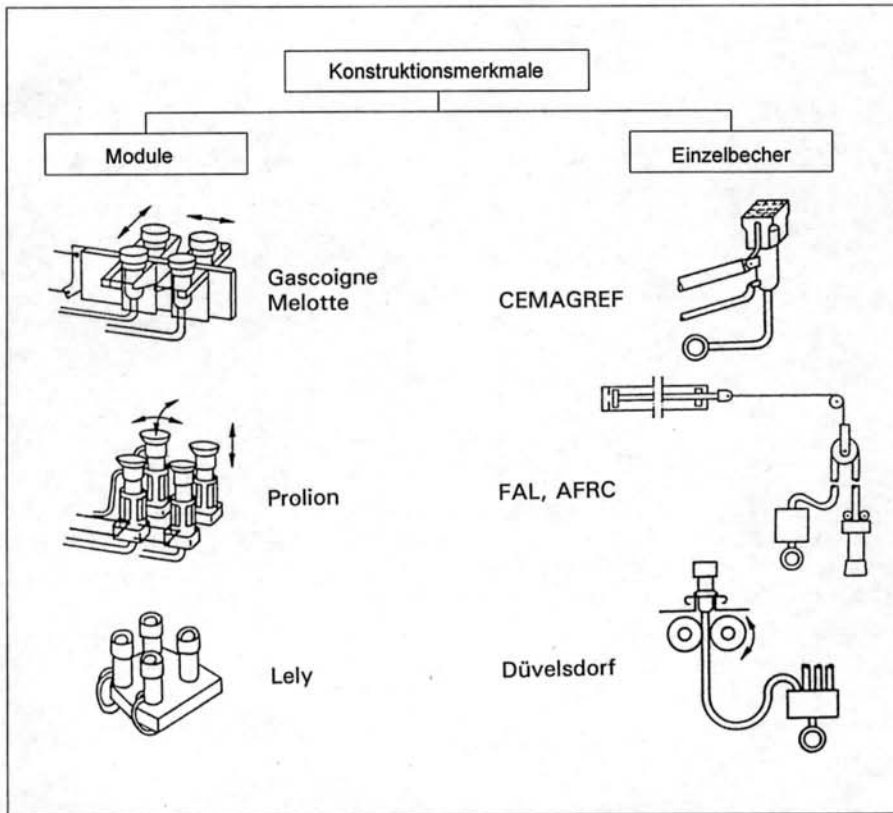 Konstruktionsmerkmale
Module
Einzelbecher
Gascoigne
Melotte
CEMAGREF
Prolion
FAL, AFRC
Lely
Düvelsdorf